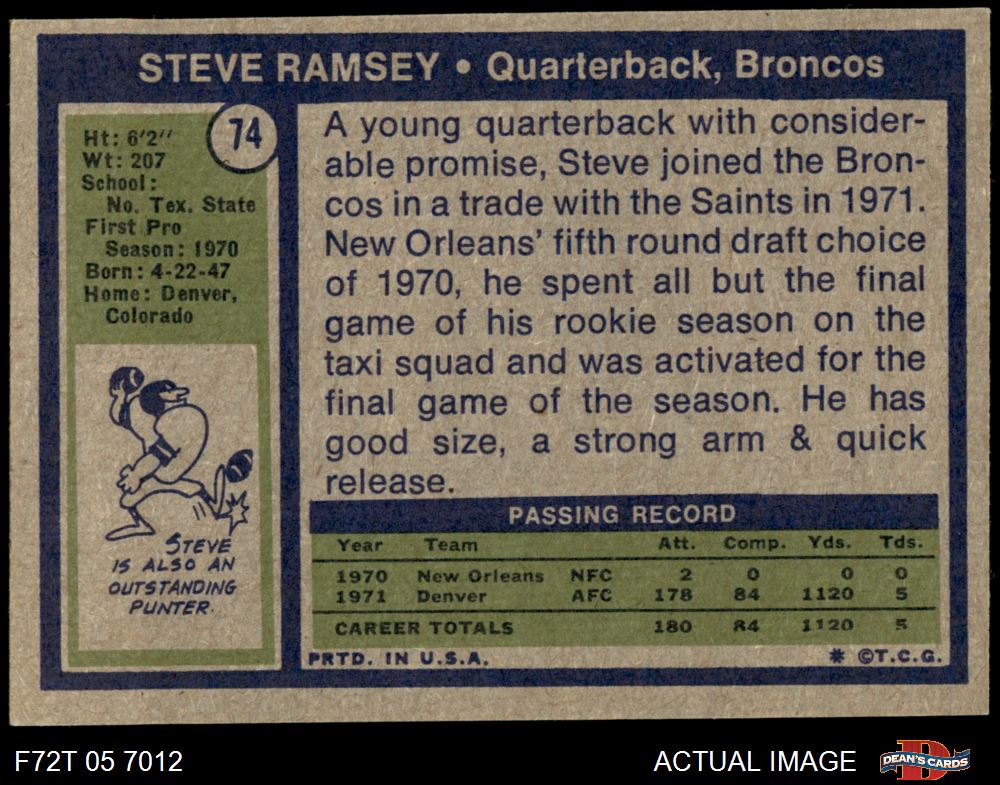 STEVE RAMSEY • Quarterback, Broncos
74
Ht: 6'2"
Wt: 207
School:
No. Tex. State
First Pro
Season: 1970
Born: 4-22-47
Home: Denver,
Colorado
STEVE
IS ALSO AN
OUTSTANDING
PUNTER.
A young quarterback with consider-
able promise, Steve joined the Bron-
cos in a trade with the Saints in 1971.
New Orleans' fifth round draft choice
of 1970, he spent all but the final
game of his rookie season on the
taxi squad and was activated for the
final game of the season. He has
good size, a strong arm & quick
release.
PASSING RECORD
Year Team Att. Comp. Yds. Tds.
1970 New Orleans NFC 2 0 0 0
1971 Denver AFC 178 84 1120 5
CAREER TOTALS 180 84 1120 5
PRTD. IN U.S.A. * ©T.C.G.
F72T 05 7012 ACTUAL IMAGE DEAN'S CARDS